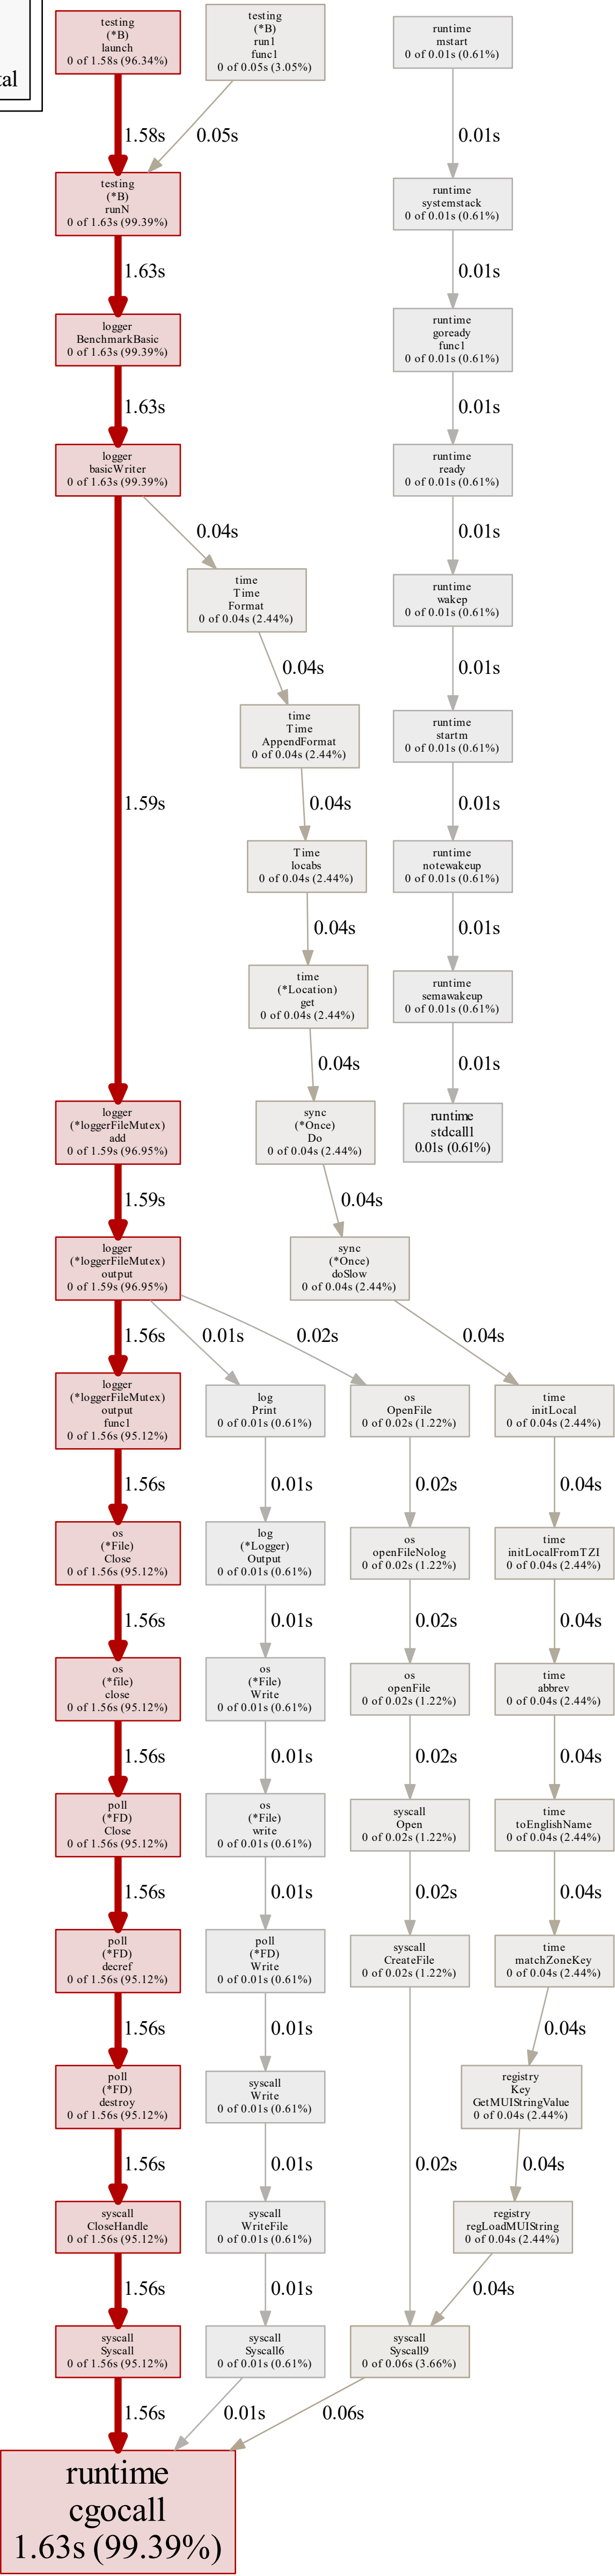 tal
testing
(*B)
launch
0 of 1.58s (96.34%)
testing
(*B)
run1
func1
0 of 0.05s (3.05%)
runtime
mstart
0 of 0.01s (0.61%)
1.58s
0.05s
0.01s
testing
(*B)
runN
0 of 1.63s (99.39%)
runtime
systemstack
0 of 0.01s (0.61%)
1.63s
0.01s
logger
BenchmarkBasic
0 of 1.63s (99.39%)
runtime
goready
func1
0 of 0.01s (0.61%)
1.63s
0.01s
logger
basicWriter
0 of 1.63s (99.39%)
runtime
ready
0 of 0.01s (0.61%)
0.04s
0.01s
time
Time
Format
0 of 0.04s (2.44%)
runtime
wakep
0 of 0.01s (0.61%)
0.04s
0.01s
time
Time
AppendFormat
0 of 0.04s (2.44%)
runtime
startm
0 of 0.01s (0.61%)
1.59s
0.04s
0.01s
Time
locabs
0 of 0.04s (2.44%)
runtime
notewakeup
0 of 0.01s (0.61%)
0.04s
0.01s
time
(*Location)
get
0 of 0.04s (2.44%)
runtime
semawakeup
0 of 0.01s (0.61%)
0.04s
0.01s
logger
(*loggerFileMutex)
add
0 of 1.59s (96.95%)
sync
(*Once)
Do
0 of 0.04s (2.44%)
runtime
stdcall1
0.01s (0.61%)
1.59s
0.04s
logger
(*loggerFileMutex)
output
0 of 1.59s (96.95%)
sync
(*Once)
doSlow
0 of 0.04s (2.44%)
1.56s
0.01s
0.02s
0.04s
logger
(*loggerFileMutex)
output
func1
0 of 1.56s (95.12%)
log
Print
0 of 0.01s (0.61%)
os
OpenFile
0 of 0.02s (1.22%)
time
initLocal
0 of 0.04s (2.44%)
1.56s
0.01s
0.02s
0.04s
os
(*File)
Close
0 of 1.56s (95.12%)
log
(*Logger)
Output
0 of 0.01s (0.61%)
os
openFileNolog
0 of 0.02s (1.22%)
time
initLocalFromTZI
0 of 0.04s (2.44%)
1.56s
0.01s
0.02s
0.04s
os
(*file)
close
0 of 1.56s (95.12%)
os
(*File)
Write
0 of 0.01s (0.61%)
os
openFile
0 of 0.02s (1.22%)
time
abbrev
0 of 0.04s (2.44%)
1.56s
0.01s
0.02s
0.04s
poll
(*FD)
Close
0 of 1.56s (95.12%)
os
(*File)
write
0 of 0.01s (0.61%)
syscall
Open
0 of 0.02s (1.22%)
time
toEnglishName
0 of 0.04s (2.44%)
1.56s
0.01s
0.02s
0.04s
poll
(*FD)
decref
0 of 1.56s (95.12%)
poll
(*FD)
Write
0 of 0.01s (0.61%)
syscall
CreateFile
0 of 0.02s (1.22%)
time
matchZoneKey
0 of 0.04s (2.44%)
1.56s
0.01s
0.04s
poll
(*FD)
destroy
0 of 1.56s (95.12%)
syscall
Write
0 of 0.01s (0.61%)
registry
Key
GetMUIStringValue
0 of 0.04s (2.44%)
1.56s
0.01s
0.02s
0.04s
syscall
CloseHandle
0 of 1.56s (95.12%)
syscall
WriteFile
0 of 0.01s (0.61%)
registry
regLoadMUIString
0 of 0.04s (2.44%)
1.56s
0.01s
0.04s
syscall
Syscall
0 of 1.56s (95.12%)
syscall
Syscall6
0 of 0.01s (0.61%)
syscall
Syscall9
0 of 0.06s (3.66%)
1.56s
0.01s
0.06s
runtime
cgocall
1.63s (99.39%)